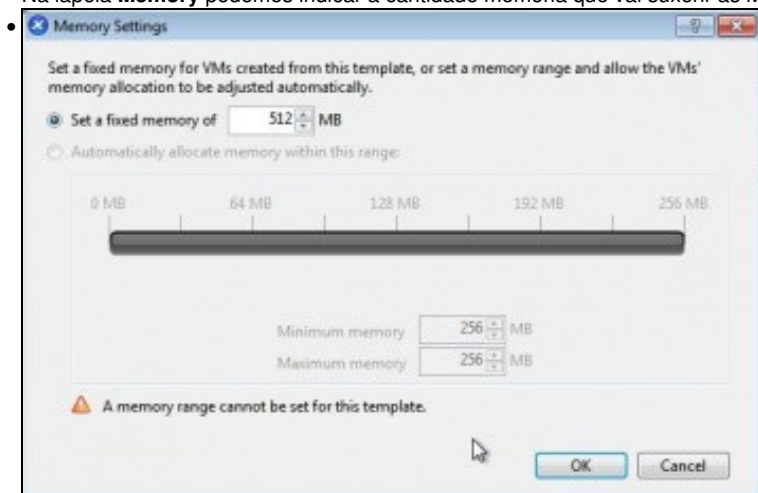 Na lapela Memory podemos indicar a cantidade memoria que vai suxerir ás M
Memory Settings
Set a fixed memory for VMs created from this template, or set a memory range and allow the VMs'
memory allocation to be adjusted automatically.
Set a fixed memory of 512 MB
Automatically allocate memory within this range:
0 MB 64 MB 128 MB 192 MB 256 MB
Minimum memory 256 MB
Maximum memory 256 MB
A memory range cannot be set for this template.
OK Cancel